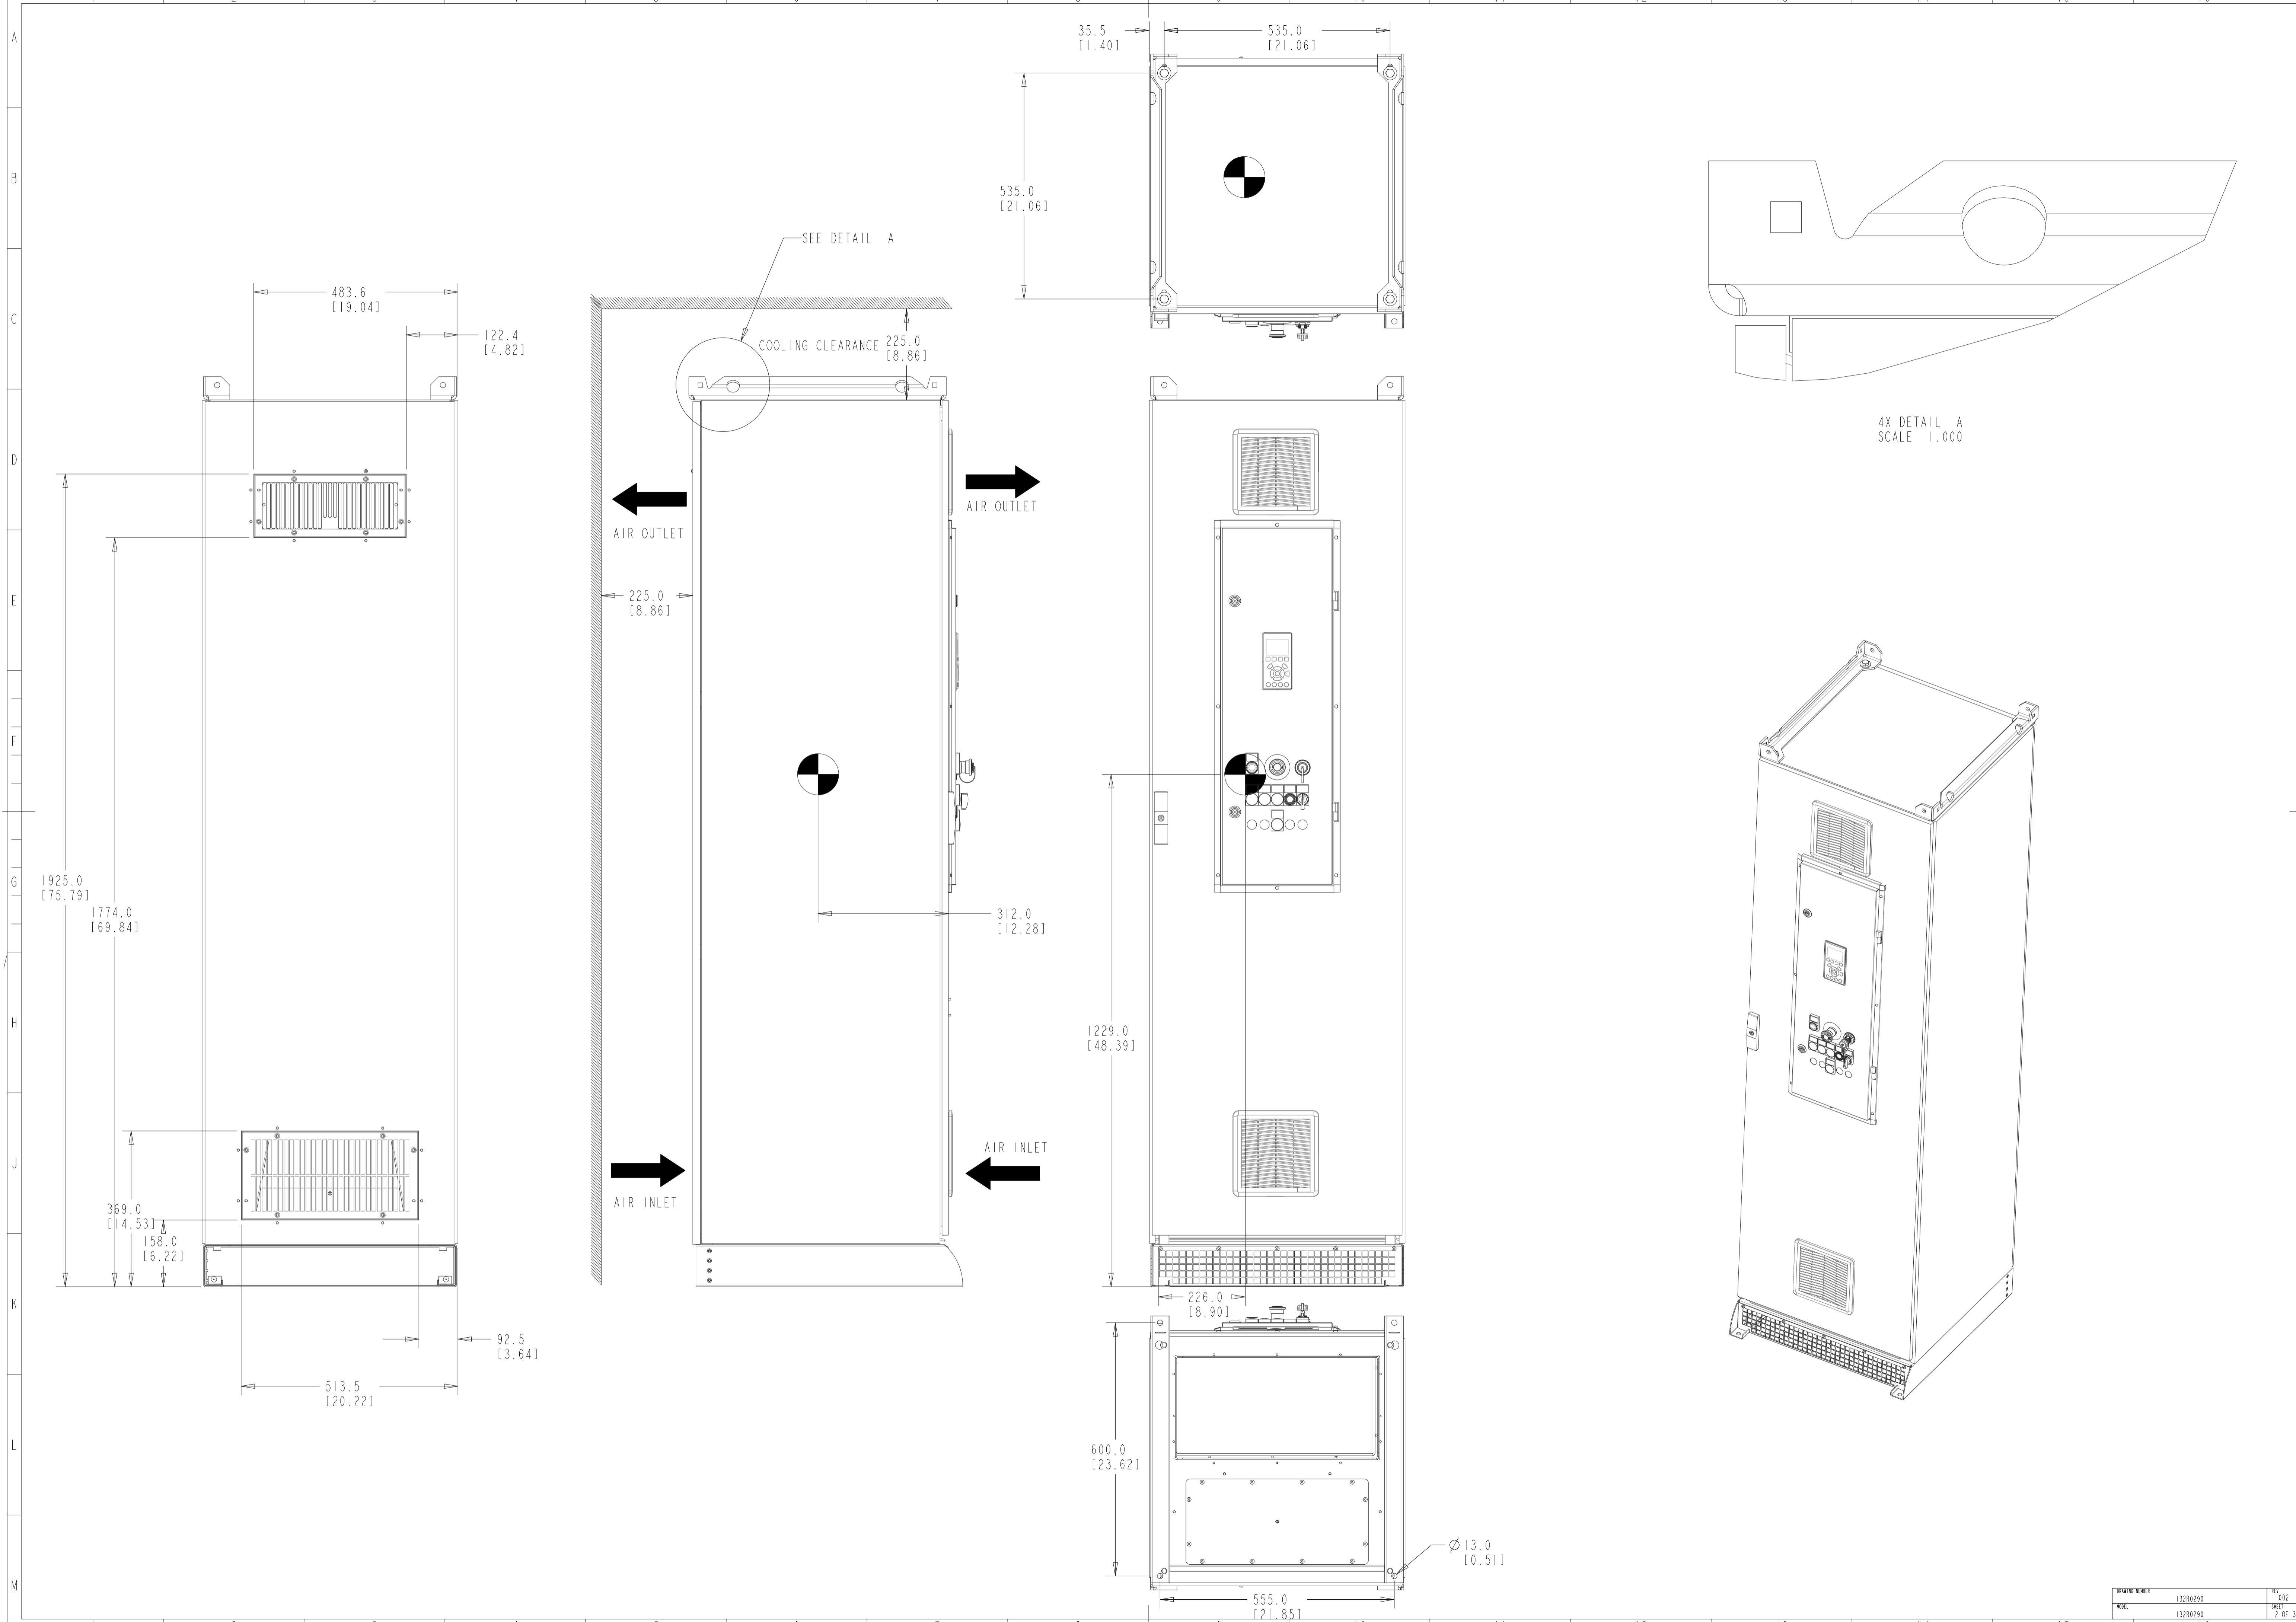 A
B
C
D
E
F
G
H
J
K
L
M
35.5
[1.40]
535.0
[21.06]
535.0
[21.06]
SEE DETAIL A
483.6
[19.04]
122.4
[4.82]
COOLING CLEARANCE
225.0
[8.86]
4X DETAIL A
SCALE 1.000
AIR OUTLET
AIR OUTLET
225.0
[8.86]
1925.0
[75.79]
1774.0
[69.84]
312.0
[12.28]
1229.0
[48.39]
AIR INLET
AIR INLET
369.0
[14.53]
158.0
[6.22]
226.0
[8.90]
92.5
[3.64]
513.5
[20.22]
600.0
[23.62]
Ø13.0
[0.51]
555.0
[21.85]
DRAWING NUMBER
132R0290
REV
002
MODEL
132R0290
SHEET
2 OF